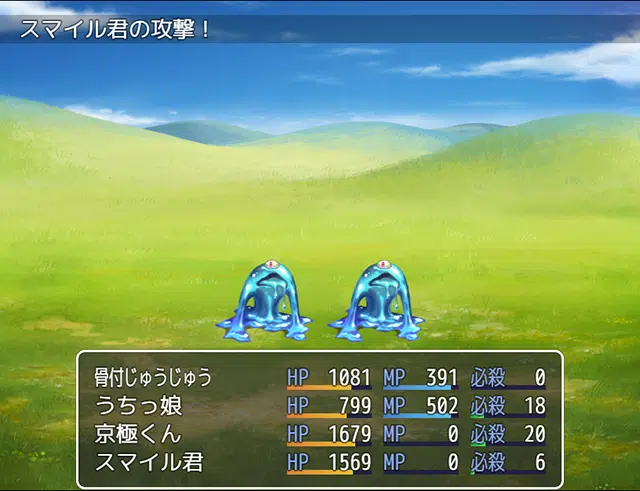 スマイル君の攻撃！
骨付じゅうじゅう HP 1081 MP 391 必殺 0
うちっ娘 HP 799 MP 502 必殺 18
京極くん HP 1679 MP 0 必殺 20
スマイル君 HP 1569 MP 0 必殺 6